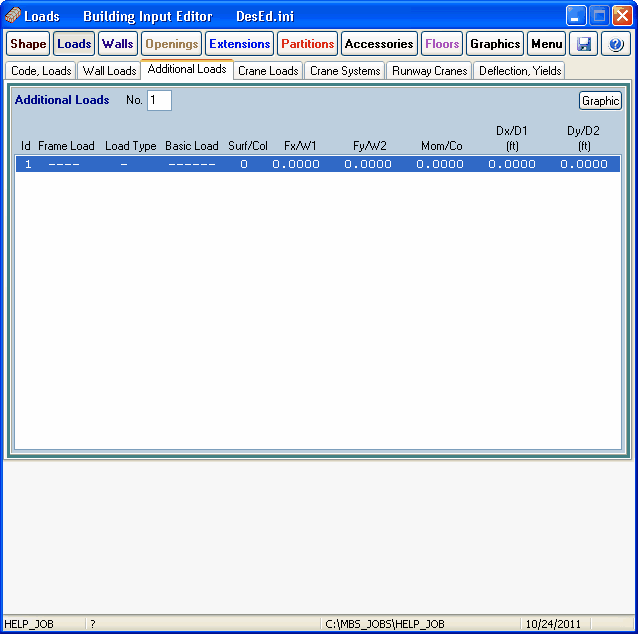 Loads Building Input Editor DesEd.ini
Shape Loads Walls Openings Extensions Partitions Accessories Floors Graphics Menu
Code, Loads Wall Loads Additional Loads Crane Loads Crane Systems Runway Cranes Deflection, Yields
Additional Loads No. 1 Graphic
Dx/D1 Dy/D2
Id Frame Load Load Type Basic Load Surf/Col Fx/W1 Fy/W2 Mom/Co (ft) (ft)
1 ---- - ------ 0 0.0000 0.0000 0.0000 0.0000 0.0000
HELP_JOB ? C:\MBS_JOBS\HELP_JOB 10/24/2011